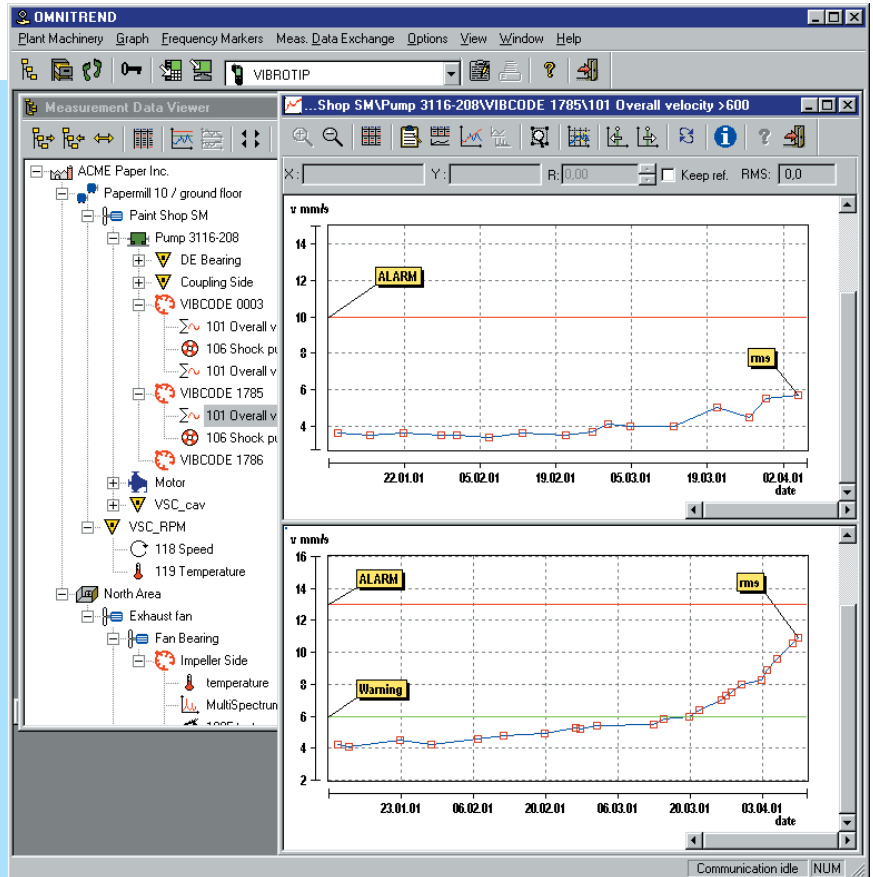 OMNITREND
Plant Machinery Graph Frequency Markers Meas. Data Exchange Options View Window Help
VIBROTIP
Measurement Data Viewer
ACME Paper Inc.
Papermill 10 / ground floor
Paint Shop SM
Pump 3116-208
DE Bearing
Coupling Side
VIBCODE 0003
101 Overall v
106 Shock pu
101 Overall v
VIBCODE 1785
101 Overall v
106 Shock pu
VIBCODE 1786
Motor
VSC_cav
VSC_RPM
118 Speed
119 Temperature
North Area
Exhaust fan
Fan Bearing
Impeller Side
temperature
MultiSpectrun
...Shop SM\Pump 3116-208\VIBCODE 1785\101 Overall velocity >600
X: Y: R: 0,00 Keep ref. RMS: 0,0
v mm/s
14
12
10
8
6
4
ALARM
rms
22.01.01 05.02.01 19.02.01 05.03.01 19.03.01 02.04.01
date
v mm/s
16
14
12
10
8
6
4
2
ALARM
rms
Warning
23.01.01 06.02.01 20.02.01 06.03.01 20.03.01 03.04.01
date
Communication idle NUM